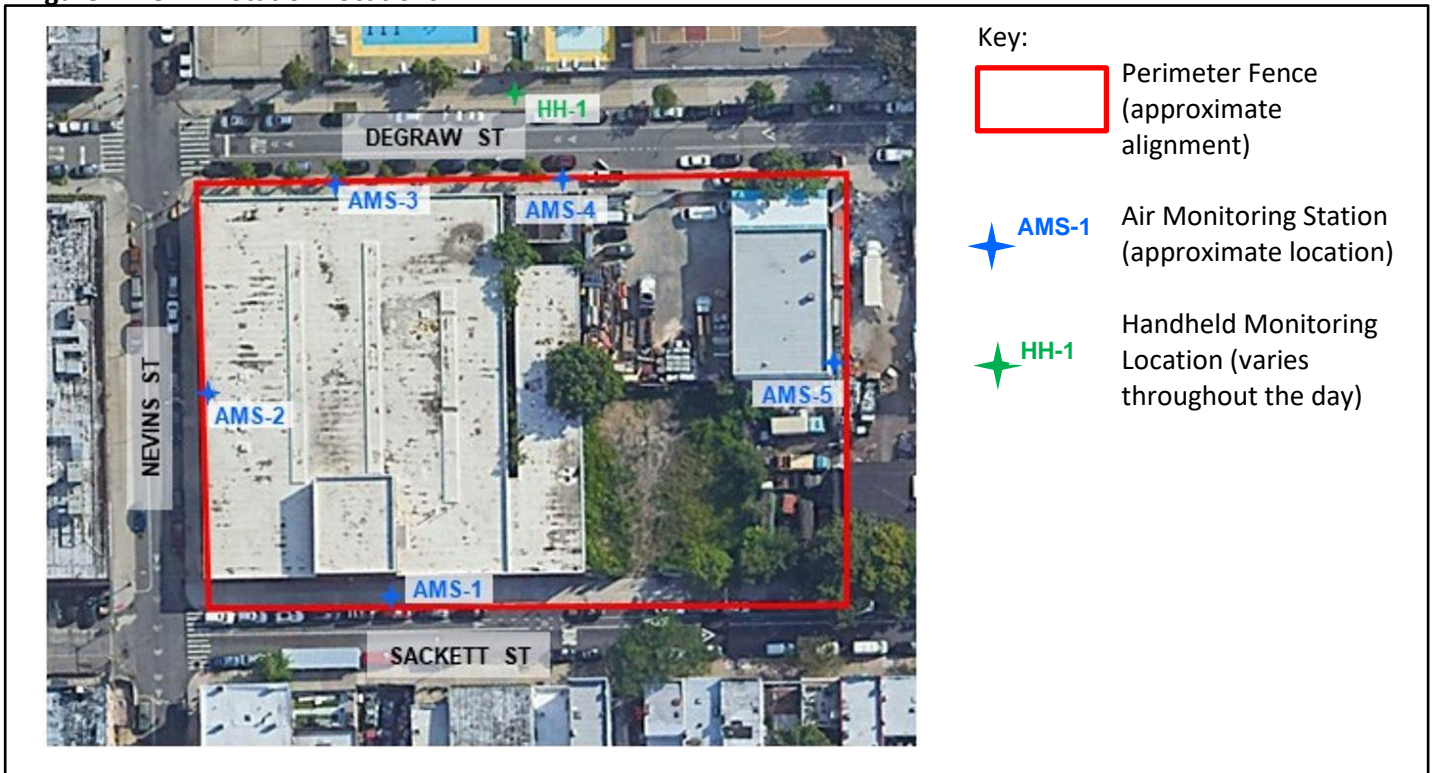 Key:
Perimeter Fence
(approximate
alignment)
AMS-1
Air Monitoring Station
(approximate location)
HH-1
Handheld Monitoring
Location (varies
throughout the day)
HH-1
DEGRAW ST
AMS-3
AMS-4
AMS-2
AMS-5
NEVINS ST
AMS-1
SACKETT ST